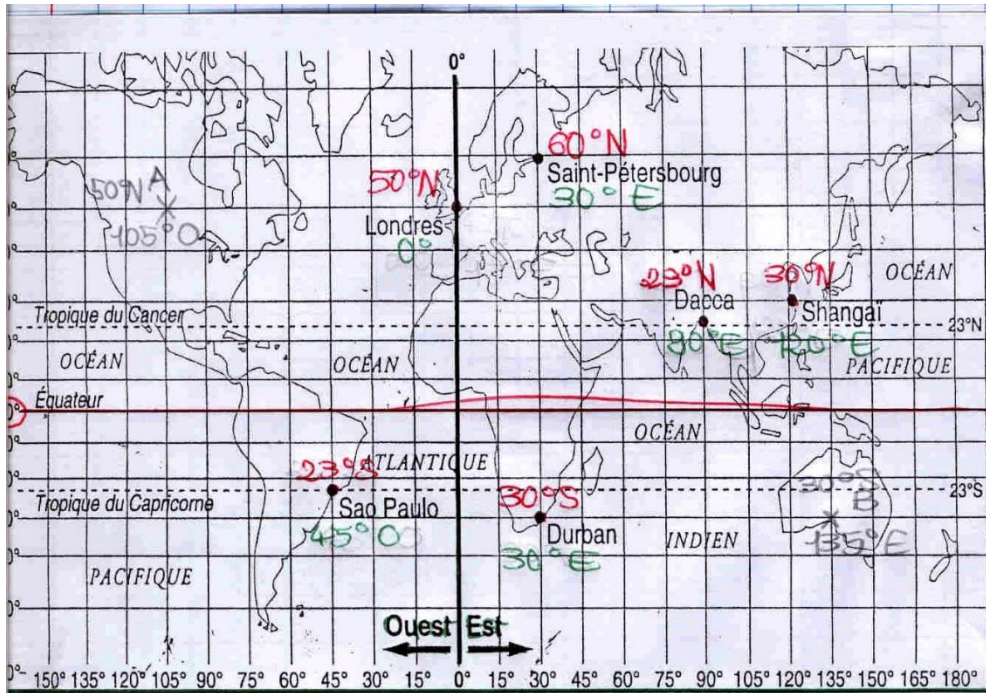 0°
60°N
Saint-Pétersbourg
30°E
50°N A
105°O
50°N
Londres
0°
23°N
Dacca
80°E
30°N
Shangaï
120°E
OCÉAN
PACIFIQUE
Tropique du Cancer
23°N
OCÉAN
OCÉAN
Équateur
OCÉAN
ATLANTIQUE
23°S
Tropique du Capricorne
Sao Paulo
45°O
30°S
Durban
30°E
30°S
B
135°E
23°S
INDIEN
PACIFIQUE
Ouest Est
150° 135° 120° 105° 90° 75° 60° 45° 30° 15° 0° 15° 30° 45° 60° 75° 90° 105° 120° 135° 150° 165° 180°